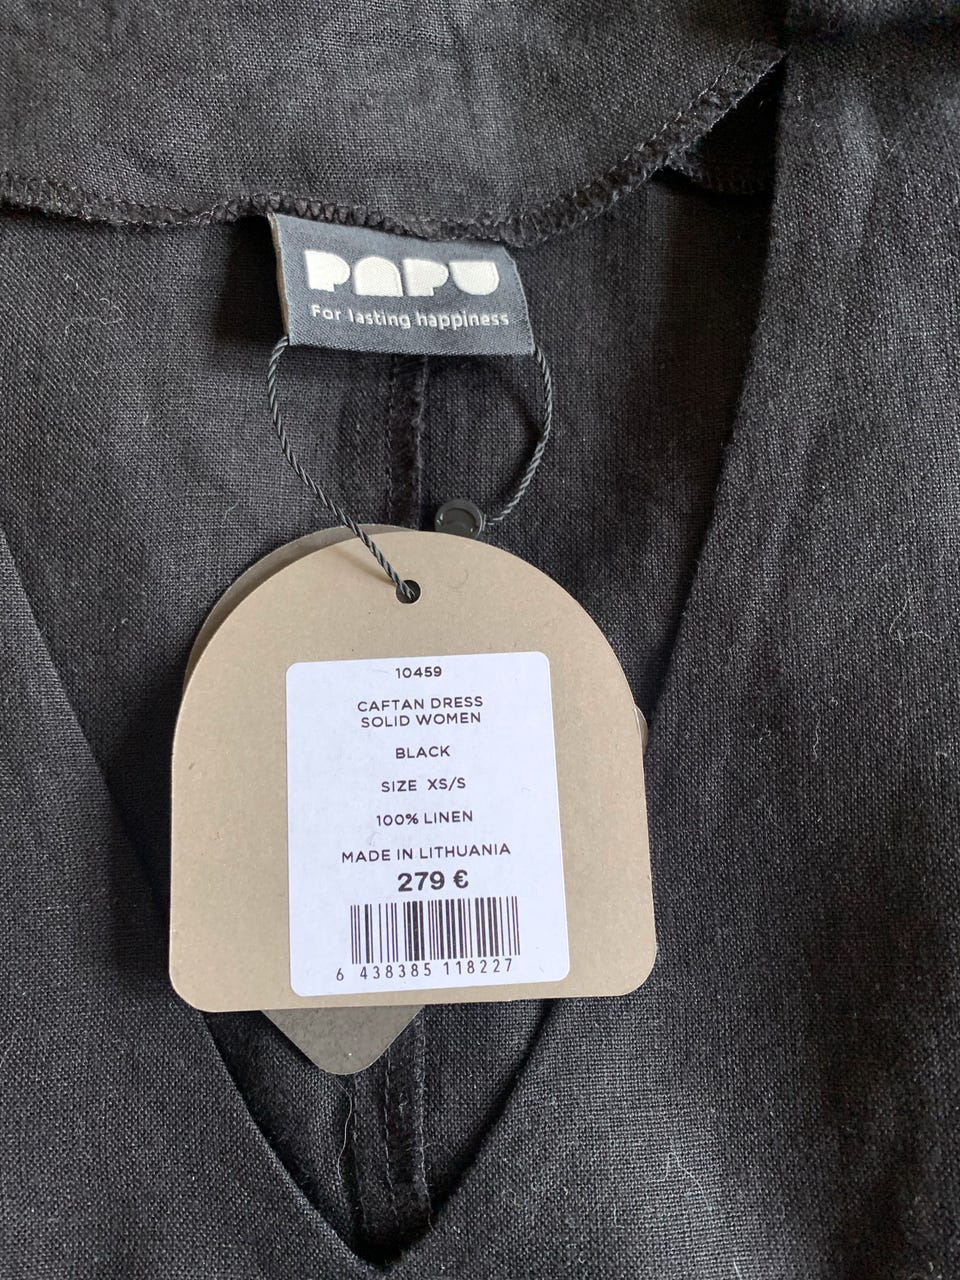 PAPU
For lasting happiness
10459
CAFTAN DRESS
SOLID WOMEN
BLACK
SIZE XS/S
100% LINEN
MADE IN LITHUANIA
279 €
6 438385 118227